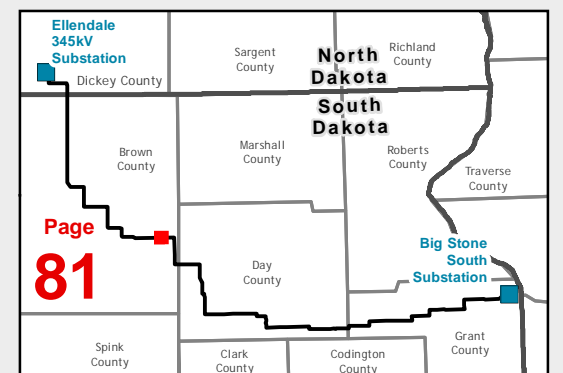 Ellendale
345kV
Substation
Dickey County
Sargent
County
North
Dakota
Richland
County
South
Dakota
Brown
County
Marshall
County
Roberts
County
Traverse
County
Page
81
Day
County
Big Stone
South
Substation
Grant
County
Spink
County
Clark
County
Codington
County